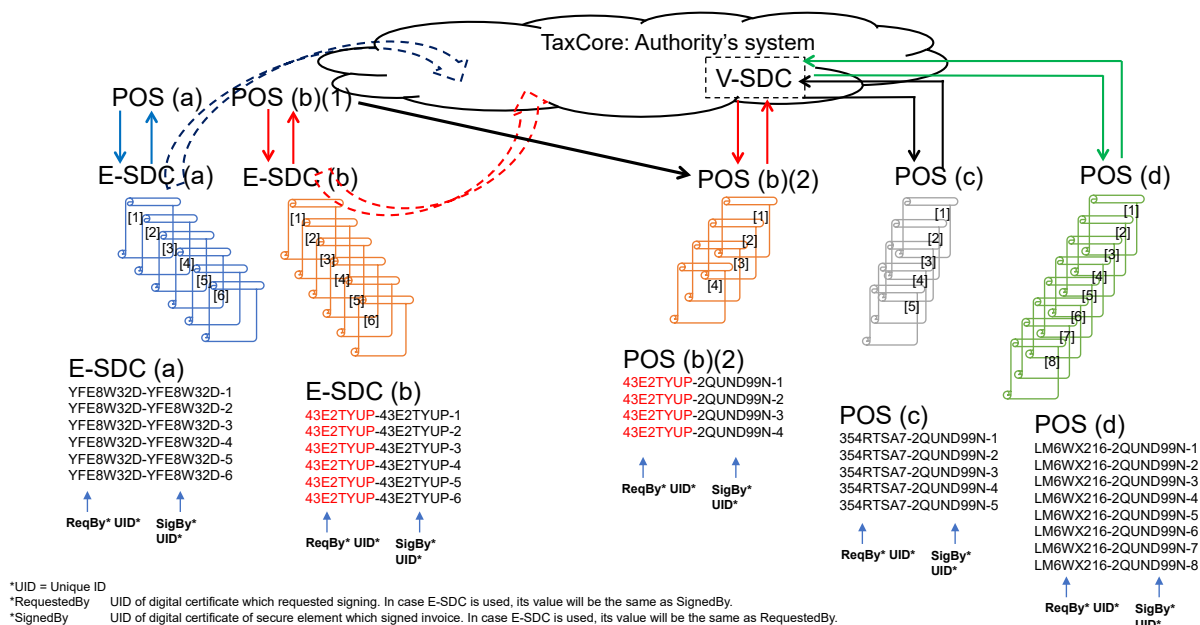 TaxCore: Authority's system
V-SDC
POS (a)
POS (b)(1)
E-SDC (a)
E-SDC (b)
POS (b)(2)
POS (c)
POS (d)
[1]
[2]
[3]
[4]
[5]
[6]
[1]
[2]
[3]
[4]
[5]
[6]
[1]
[2]
[3]
[4]
[1]
[2]
[3]
[4]
[5]
[1]
[2]
[3]
[4]
[5]
[6]
[7]
[8]
E-SDC (a)
YFE8W32D-YFE8W32D-1
YFE8W32D-YFE8W32D-2
YFE8W32D-YFE8W32D-3
YFE8W32D-YFE8W32D-4
YFE8W32D-YFE8W32D-5
YFE8W32D-YFE8W32D-6
ReqBy* UID*
SigBy*
UID*
E-SDC (b)
43E2TYUP-43E2TYUP-1
43E2TYUP-43E2TYUP-2
43E2TYUP-43E2TYUP-3
43E2TYUP-43E2TYUP-4
43E2TYUP-43E2TYUP-5
43E2TYUP-43E2TYUP-6
ReqBy* UID*
SigBy*
UID*
POS (b)(2)
43E2TYUP-2QUND99N-1
43E2TYUP-2QUND99N-2
43E2TYUP-2QUND99N-3
43E2TYUP-2QUND99N-4
ReqBy* UID*
SigBy*
UID*
POS (c)
354RTSA7-2QUND99N-1
354RTSA7-2QUND99N-2
354RTSA7-2QUND99N-3
354RTSA7-2QUND99N-4
354RTSA7-2QUND99N-5
ReqBy* UID*
SigBy*
UID*
POS (d)
LM6WX216-2QUND99N-1
LM6WX216-2QUND99N-2
LM6WX216-2QUND99N-3
LM6WX216-2QUND99N-4
LM6WX216-2QUND99N-5
LM6WX216-2QUND99N-6
LM6WX216-2QUND99N-7
LM6WX216-2QUND99N-8
ReqBy* UID*
SigBy*
UID*
*UID = Unique ID
*RequestedBy UID of digital certificate which requested signing. In case E-SDC is used, its value will be the same as SignedBy.
*SignedBy UID of digital certificate of secure element which signed invoice. In case E-SDC is used, its value will be the same as RequestedBy.